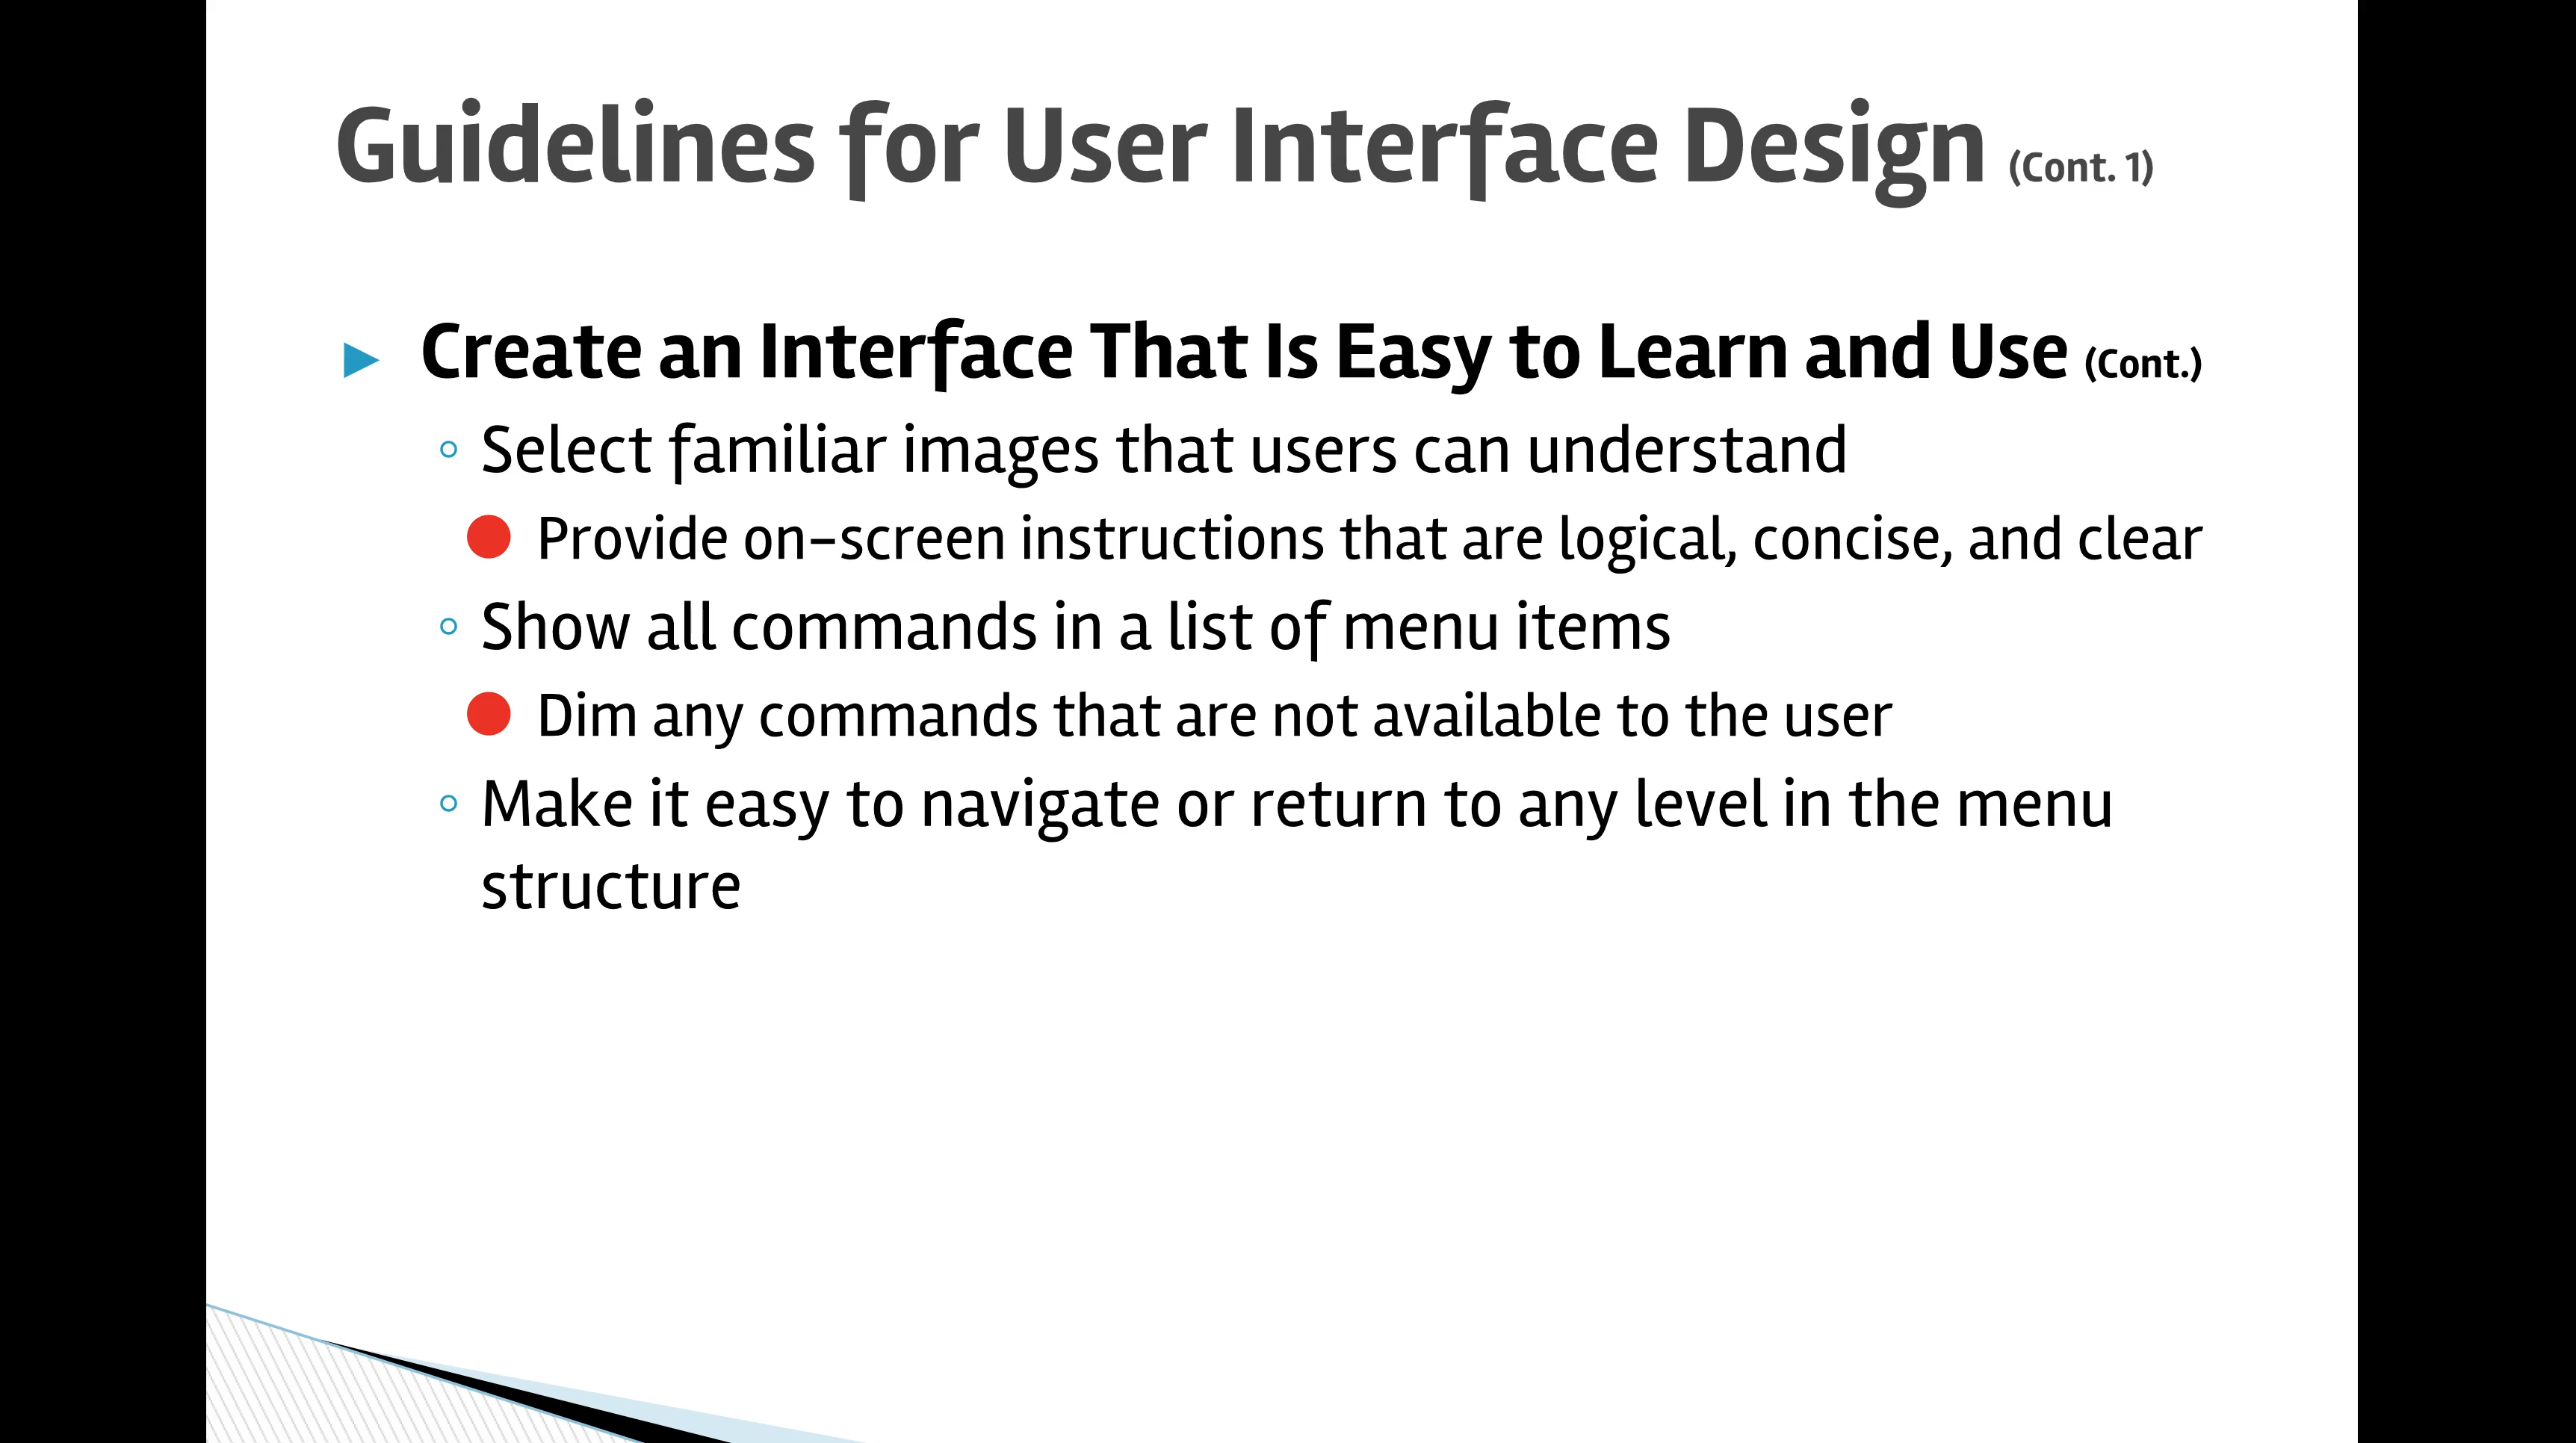 Guidelines for User Interface Design (Cont. 1)
Create an Interface That Is Easy to Learn and Use (Cont.)
Select familiar images that users can understand
Provide on-screen instructions that are logical, concise, and clear
Show all commands in a list of menu items
Dim any commands that are not available to the user
Make it easy to navigate or return to any level in the menu
structure